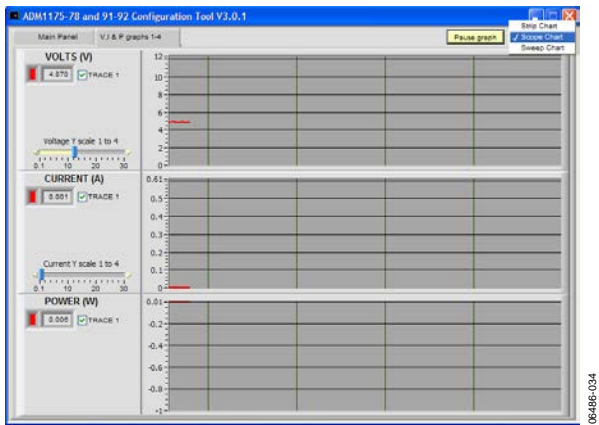 ADM1175-78 and 91-92 Configuration Tool V3.0.1
Main Panel
V,I & P graphs 1-4
Pause graph
Strip Chart
✓ Scope Chart
Sweep Chart
VOLTS (V)
4.870
TRACE 1
Voltage Y scale 1 to 4
0.1 10 20 30
12
10
8
6
4
2
0
CURRENT (A)
0.001
TRACE 1
Current Y scale 1 to 4
0.1 10 20 30
0.61
0.5
0.4
0.3
0.2
0.1
0
POWER (W)
0.006
TRACE 1
0.01
-0.2
-0.4
-0.6
-0.8
-1
06486-034